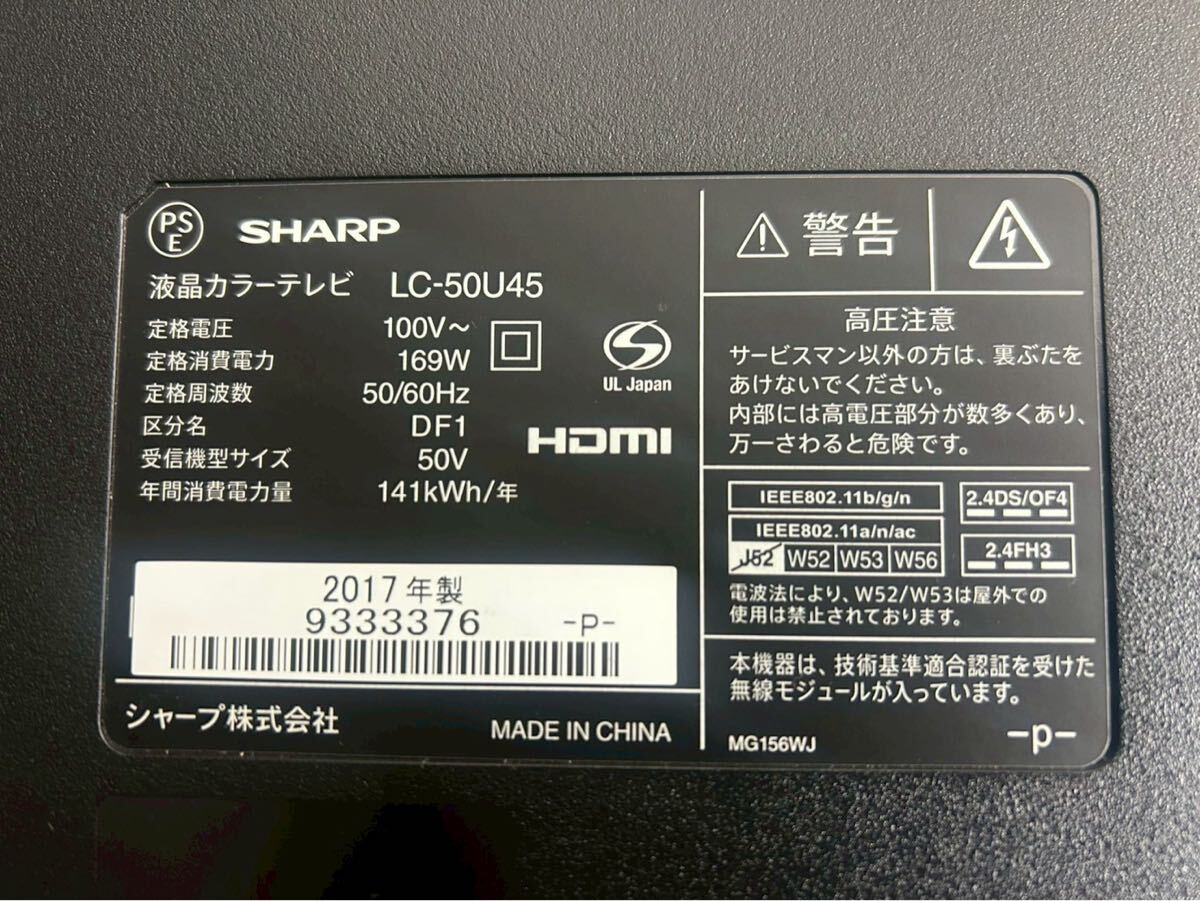 PS
E
SHARP
液晶カラーテレビ LC-50U45
定格電圧 100V～
定格消費電力 169W
定格周波数 50/60Hz
区分名 DF1
受信機型サイズ 50V
年間消費電力量 141kWh/年
UL Japan
HDMI
2017年製
9333376 -P-
シャープ株式会社
MADE IN CHINA
警告
高圧注意
サービスマン以外の方は、裏ぶたを
あけないでください。
内部には高電圧部分が数多くあり、
万一さわると危険です。
IEEE802.11b/g/n
IEEE802.11a/n/ac
J52 W52 W53 W56
2.4DS/OF4
2.4FH3
電波法により、W52/W53は屋外での
使用は禁止されております。
本機器は、技術基準適合認証を受けた
無線モジュールが入っています。
MG156WJ
-p-